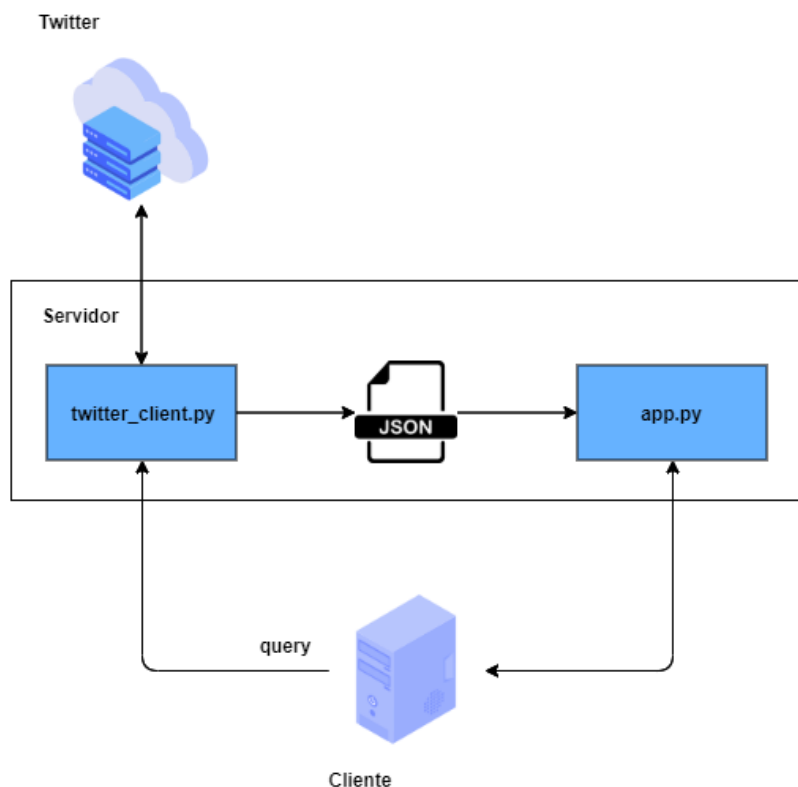 Twitter
Servidor
twitter_client.py
JSON
app.py
query
Cliente